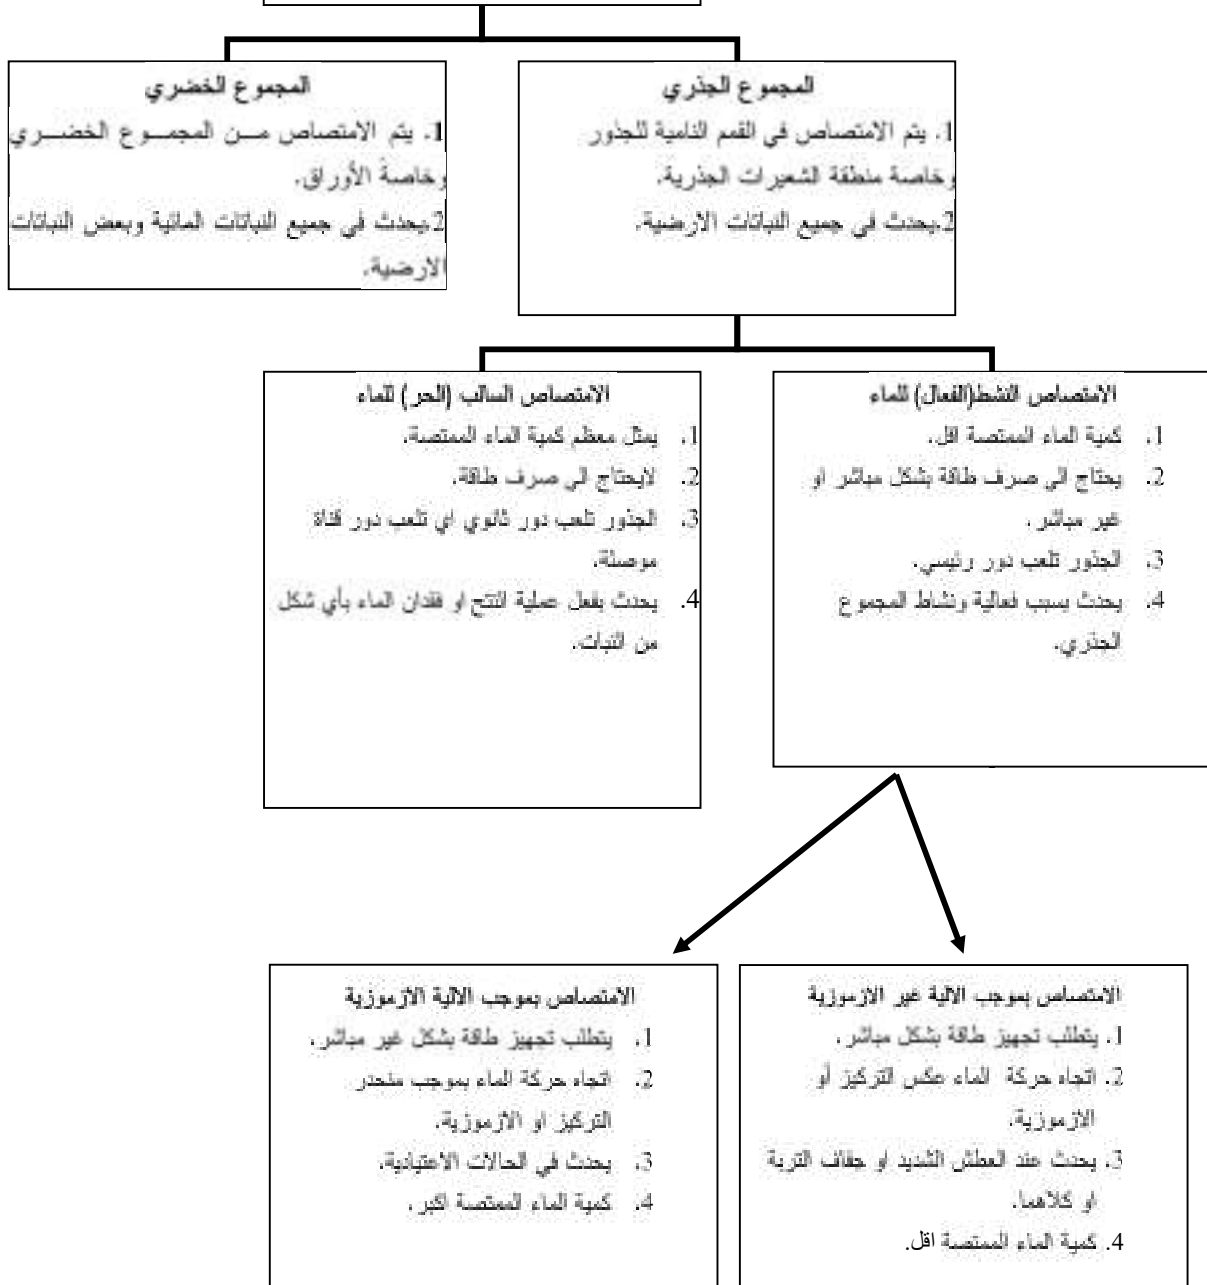 المجموع الجذري
1. يتم الامتصاص في القمم النامية للجذور
وخاصة منطقة الشعيرات الجذرية.
2.يحدث في جميع النباتات الارضية.
المجموع الخضري
1. يتم الامتصاص مــن المجمــوع الخضــري
وخاصة الأوراق.
2.يحدث في جميع النباتات المائية وبعض النباتات
الارضية.
الامتصاص النشط(الفعال) للماء
1. كمية الماء الممتصة اقل.
2. يحتاج الى صرف طاقة بشكل مباشر او
غير مباشر.
3. الجذور تلعب دور رئيسي.
4. يحدث بسبب فعالية ونشاط المجموع
الجذري.
الامتصاص السالب (الحر) للماء
1. يمثل معظم كمية الماء الممتصة.
2. لايحتاج الى صرف طاقة.
3. الجذور تلعب دور ثانوي اي تلعب دور قناة
موصلة.
4. يحدث بفعل عملية النتح او فقدان الماء بأي شكل
من النبات.
الامتصاص بموجب الالية غير الازموزية
1. يتطلب تجهيز طاقة بشكل مباشر.
2. اتجاه حركة الماء عكس التركيز أو
الازموزية.
3. يحدث عند العطش الشديد او جفاف التربة
او كلاهما.
4. كمية الماء الممتصة اقل.
الامتصاص بموجب الالية الازموزية
1. يتطلب تجهيز طاقة بشكل غير مباشر.
2. اتجاه حركة الماء بموجب منحدر
التركيز او الازموزية.
3. يحدث في الحالات الاعتيادية.
4. كمية الماء الممتصة اكبر.